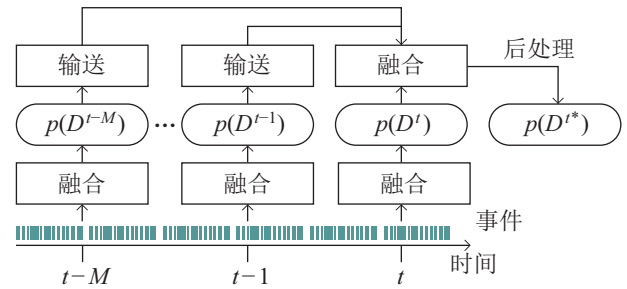 输送 输送 融合 后处理
p(D^{t−M}) ··· p(D^{t−1}) p(D^{t}) p(D^{t*})
融合 融合 融合
事件
时间
t−M t−1 t